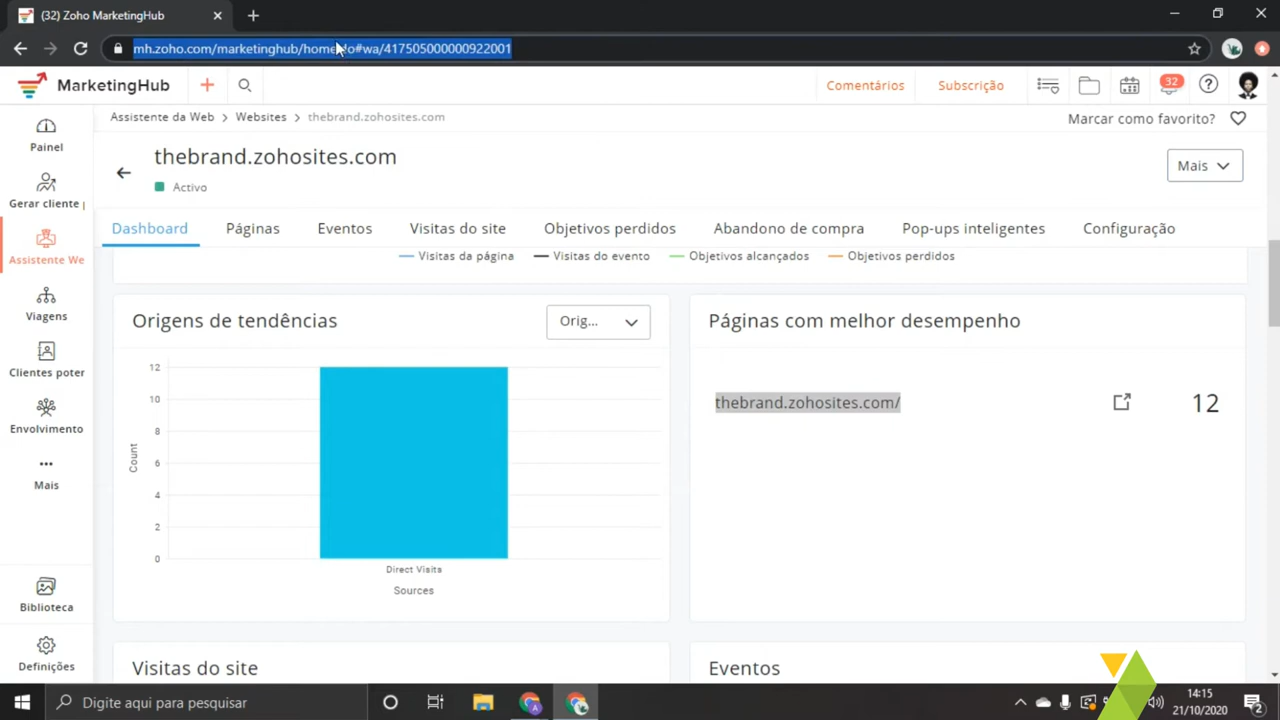 (32) Zoho MarketingHub
mh.zoho.com/marketinghub/home.do#wa/417505000000922001
MarketingHub
Comentários
Subscrição
32
Assistente da Web > Websites > thebrand.zohosites.com
Marcar como favorito?
thebrand.zohosites.com
Activo
Mais
Painel
Gerar cliente
Assistente We
Viagens
Clientes poter
Envolvimento
Mais
Biblioteca
Definições
Dashboard
Páginas
Eventos
Visitas do site
Objetivos perdidos
Abandono de compra
Pop-ups inteligentes
Configuração
Visitas da página
Visitas do evento
Objetivos alcançados
Objetivos perdidos
Origens de tendências
Orig...
12
10
8
6
4
2
0
Count
Direct Visits
Sources
Páginas com melhor desempenho
thebrand.zohosites.com/
12
Visitas do site
Eventos
Digite aqui para pesquisar
14:15
21/10/2020
2